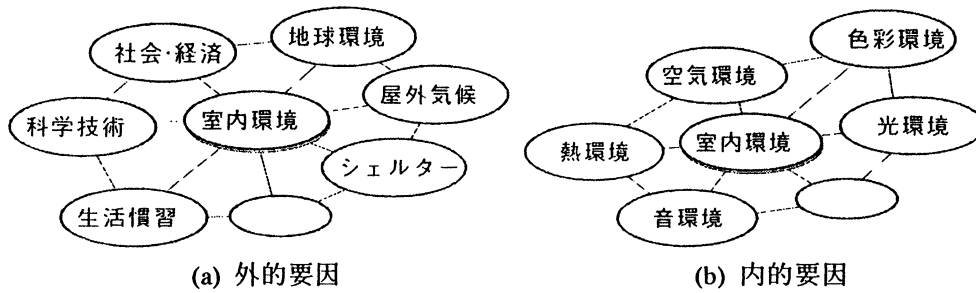 社会・経済
地球環境
科学技術
室内環境
屋外気候
シェルター
生活慣習
(a) 外的要因
色彩環境
空気環境
熱環境
室内環境
光環境
音環境
(b) 内的要因